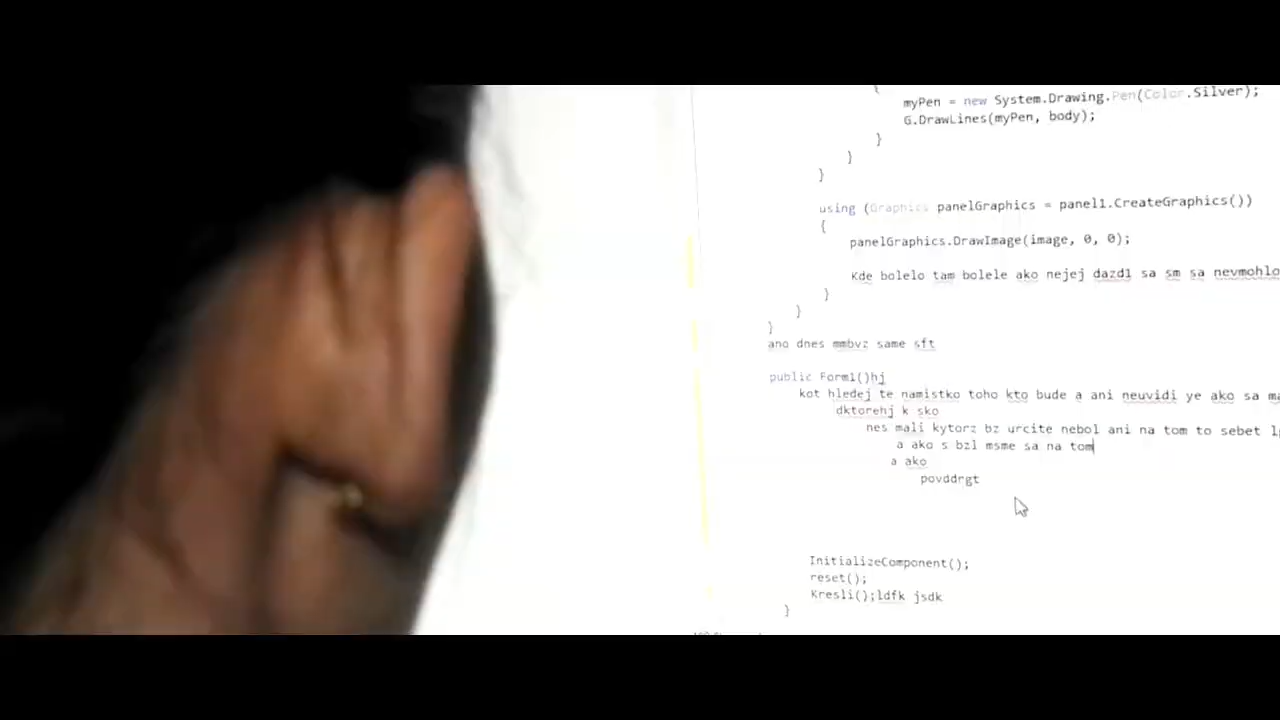 {
myPen = new System.Drawing.Pen(Color.Silver);
G.DrawLines(myPen, body);
}
}
}
using (Graphics panelGraphics = panel1.CreateGraphics())
{
panelGraphics.DrawImage(image, 0, 0);
Kde bolelo tam bolele ako nejej dazd1 sa sm sa nevmohlo
}
}
}
ano dnes mmbvz same sft
public Form1()hj
kot hledej te namistko toho kto bude a ani neuvidi ye ako sa
dktorehj k sko
nes mali kytorz bz urcite nebol ani na tom to sebet
a ako s bzl msme sa na tom
a ako
povddrgt
InitializeComponent();
reset();
Kresli();ldfk jsdk
}